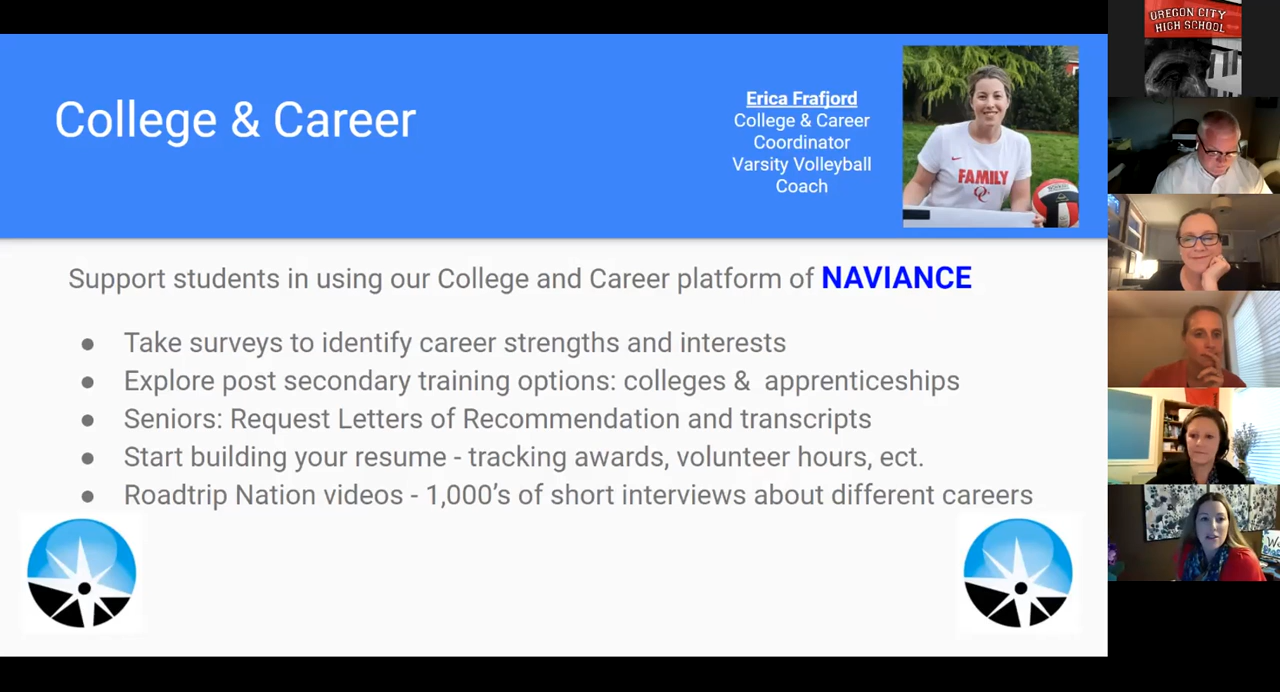 College & Career
Erica Frafjord
College & Career
Coordinator
Varsity Volleyball
Coach
FAMILY
OC
OREGON CITY
HIGH SCHOOL
Support students in using our College and Career platform of NAVIANCE
● Take surveys to identify career strengths and interests
● Explore post secondary training options: colleges & apprenticeships
● Seniors: Request Letters of Recommendation and transcripts
● Start building your resume - tracking awards, volunteer hours, ect.
● Roadtrip Nation videos - 1,000’s of short interviews about different careers